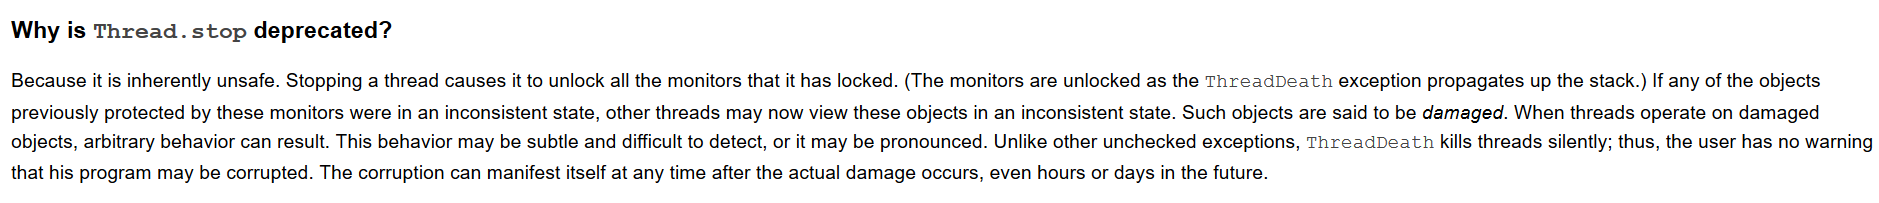 Why is Thread.stop deprecated?
Because it is inherently unsafe. Stopping a thread causes it to unlock all the monitors that it has locked. (The monitors are unlocked as the ThreadDeath exception propagates up the stack.) If any of the objects
previously protected by these monitors were in an inconsistent state, other threads may now view these objects in an inconsistent state. Such objects are said to be damaged. When threads operate on damaged
objects, arbitrary behavior can result. This behavior may be subtle and difficult to detect, or it may be pronounced. Unlike other unchecked exceptions, ThreadDeath kills threads silently; thus, the user has no warning
that his program may be corrupted. The corruption can manifest itself at any time after the actual damage occurs, even hours or days in the future.